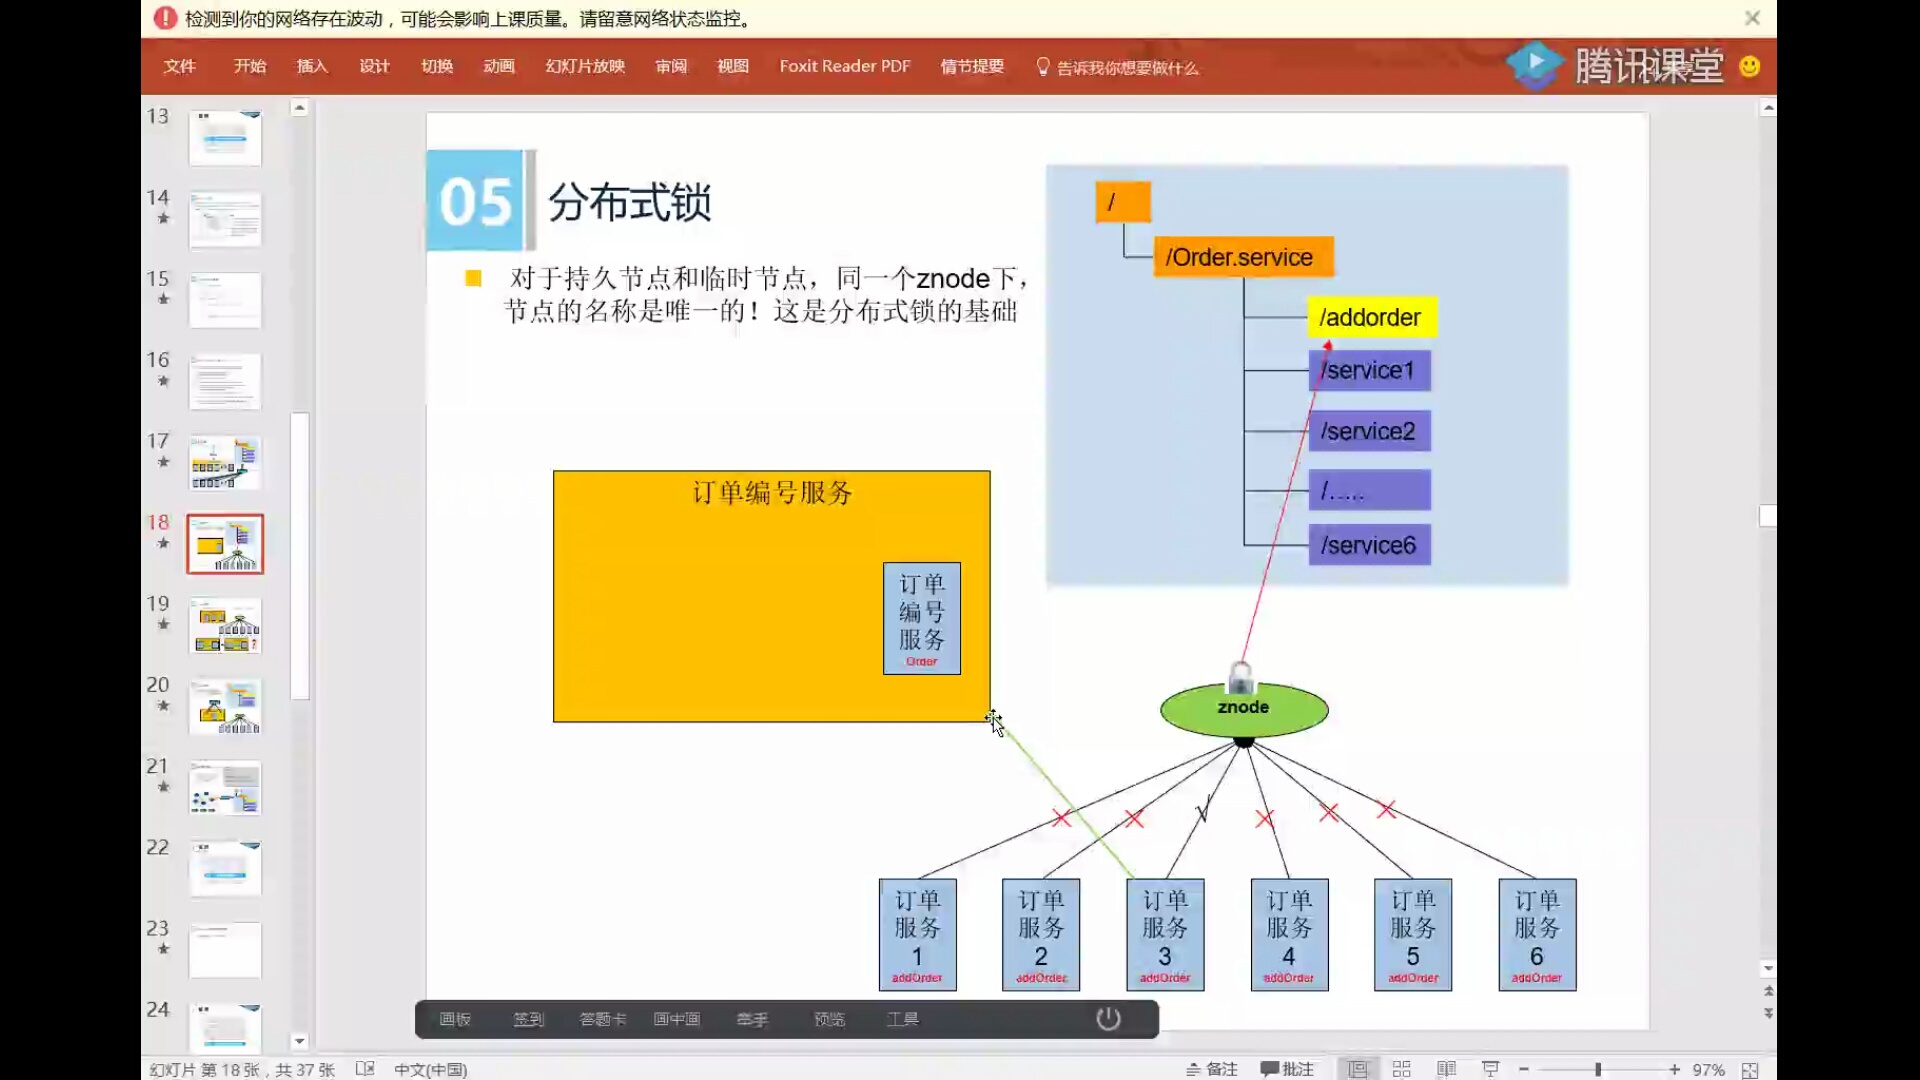 检测到你的网络存在波动，可能会影响上课质量。请留意网络状态监控。
文件 开始 插入 设计 切换 动画 幻灯片放映 审阅 视图 Foxit Reader PDF 情节提要 告诉我你想要做什么
腾讯课堂
13
14
15
16
17
18
19
20
21
22
23
24
05 分布式锁
对于持久节点和临时节点，同一个znode下，
节点的名称是唯一的！这是分布式锁的基础
/
/Order.service
/addorder
/service1
/service2
/.....
/service6
订单编号服务
订单
编号
服务
Order
znode
√
订单
服务
1
addOrder
订单
服务
2
addOrder
订单
服务
3
addOrder
订单
服务
4
addOrder
订单
服务
5
addOrder
订单
服务
6
addOrder
画板 签到 答题卡 画中画 举手 预览 工具
幻灯片 第 18 张，共 37 张 中文(中国) 备注 批注 97%